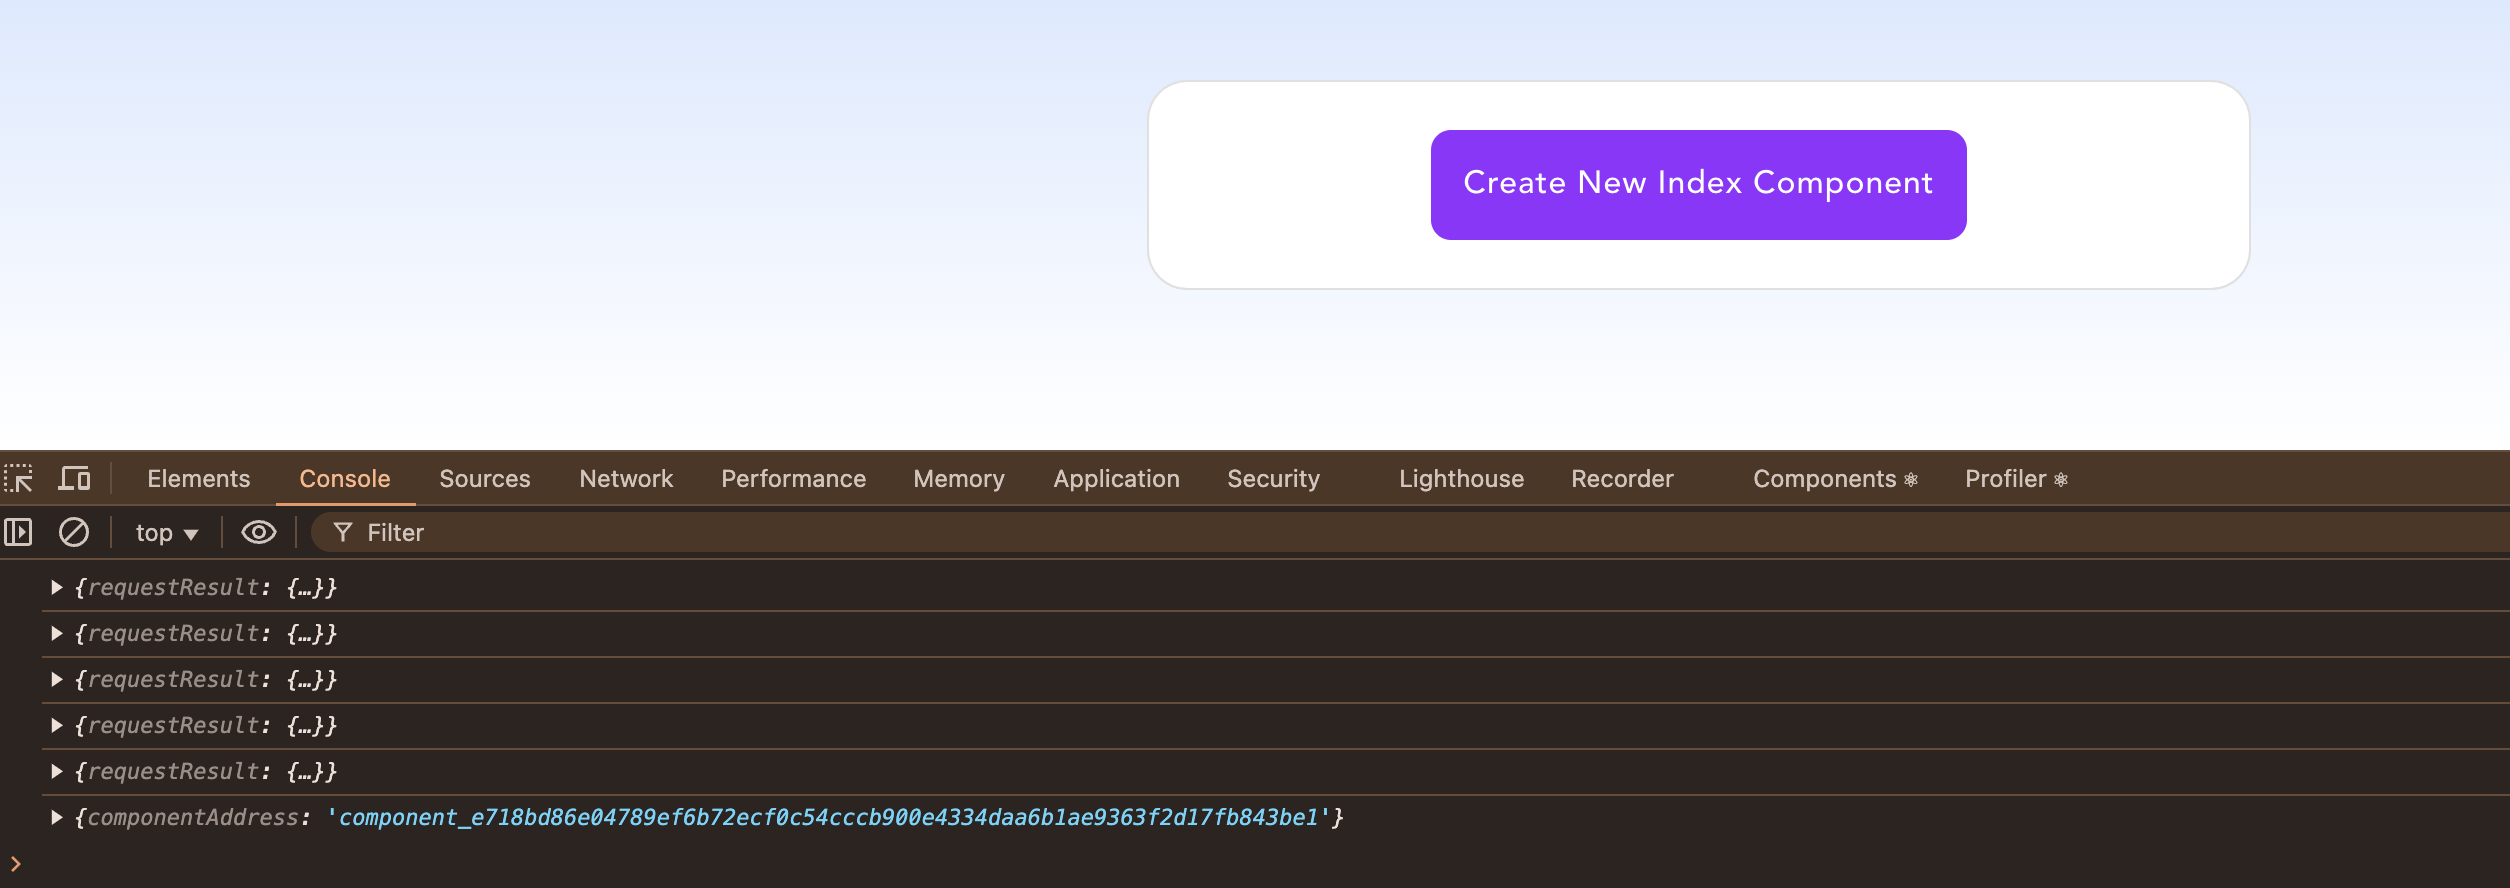 Create New Index Component
Elements Console Sources Network Performance Memory Application Security Lighthouse Recorder Components ⚛ Profiler ⚛
top ▼ Filter
▶ {requestResult: {…}}
▶ {requestResult: {…}}
▶ {requestResult: {…}}
▶ {requestResult: {…}}
▶ {requestResult: {…}}
▶ {componentAddress: 'component_e718bd86e04789ef6b72ecf0c54cccb900e4334daa6b1ae9363f2d17fb843be1'}